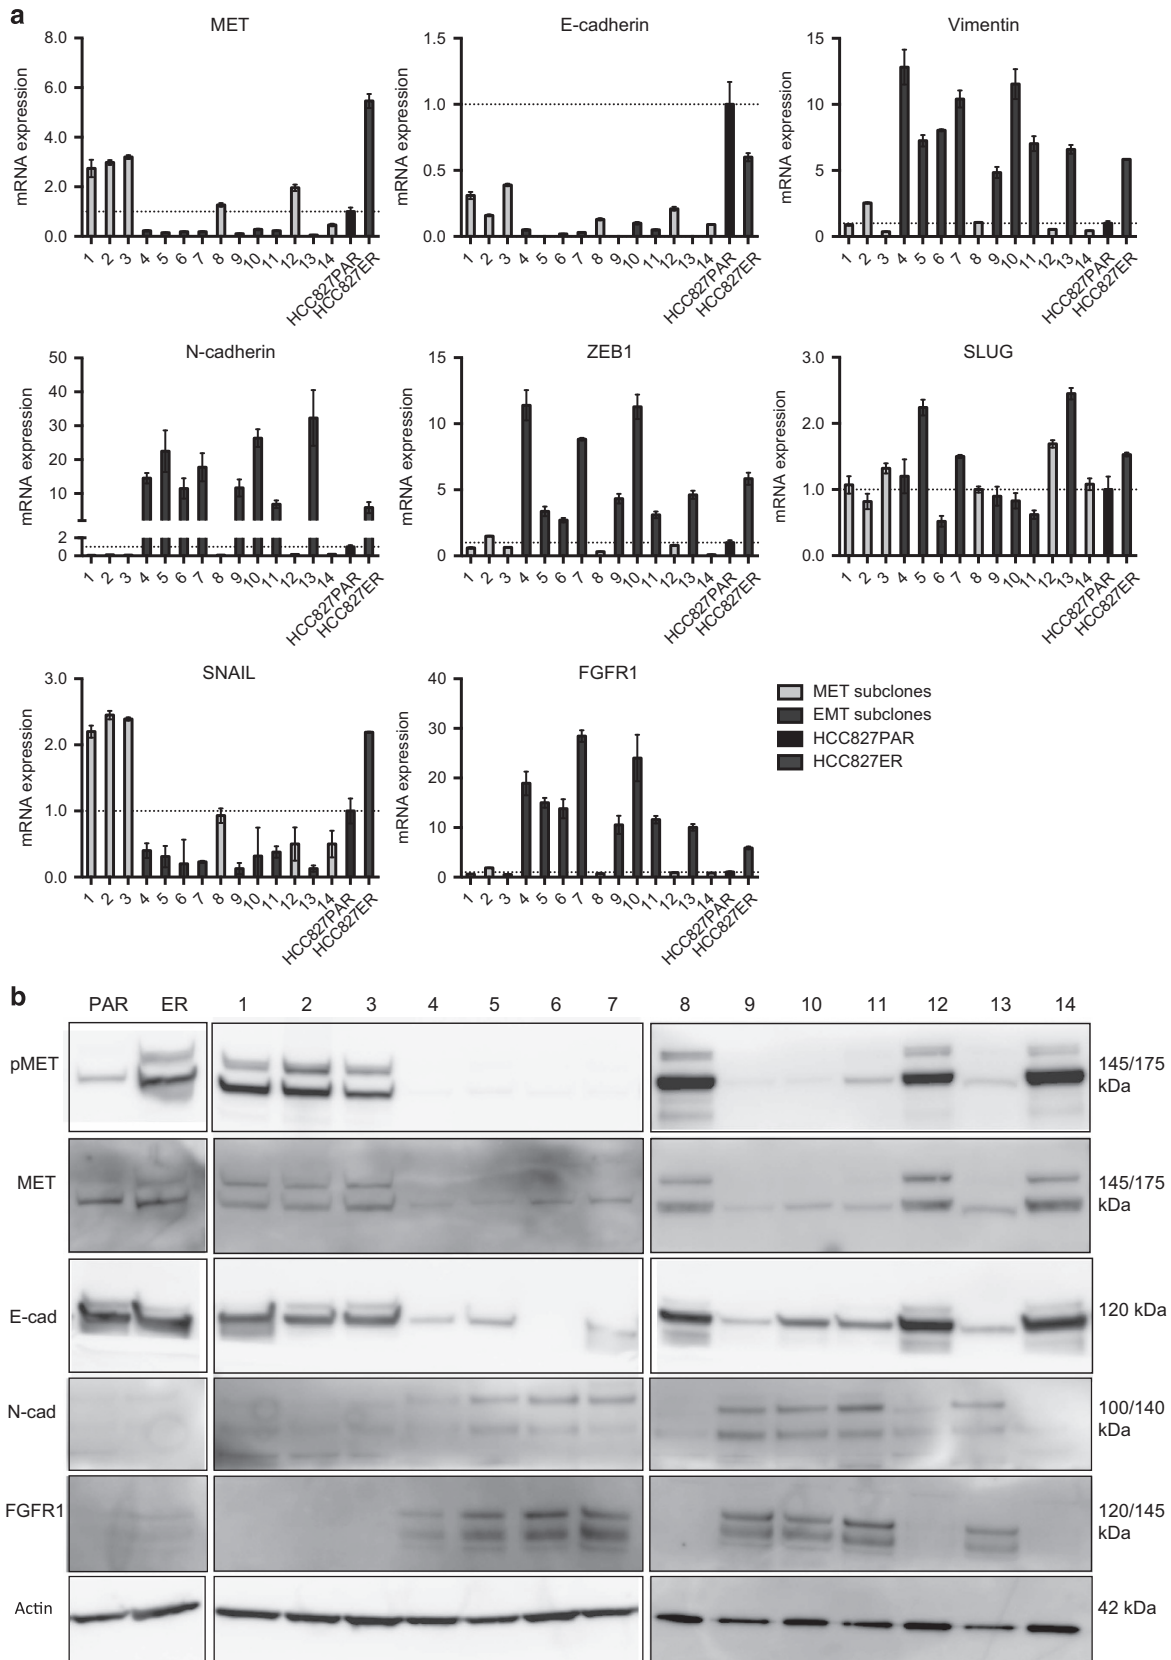 a
MET
mRNA expression
8.0
6.0
4.0
2.0
0.0
1 2 3 4 5 6 7 8 9 10 11 12 13 14 HCC827PAR HCC827ER
E-cadherin
mRNA expression
1.5
1.0
0.5
0.0
1 2 3 4 5 6 7 8 9 10 11 12 13 14 HCC827PAR HCC827ER
Vimentin
mRNA expression
15
10
5
0
1 2 3 4 5 6 7 8 9 10 11 12 13 14 HCC827PAR HCC827ER
N-cadherin
mRNA expression
50
40
30
20
10
2
0
1 2 3 4 5 6 7 8 9 10 11 12 13 14 HCC827PAR HCC827ER
ZEB1
mRNA expression
15
10
5
0
1 2 3 4 5 6 7 8 9 10 11 12 13 14 HCC827PAR HCC827ER
SLUG
mRNA expression
3.0
2.0
1.0
0.0
1 2 3 4 5 6 7 8 9 10 11 12 13 14 HCC827PAR HCC827ER
SNAIL
mRNA expression
3.0
2.0
1.0
0.0
1 2 3 4 5 6 7 8 9 10 11 12 13 14 HCC827PAR HCC827ER
FGFR1
mRNA expression
40
30
20
10
0
1 2 3 4 5 6 7 8 9 10 11 12 13 14 HCC827PAR HCC827ER
MET subclones
EMT subclones
HCC827PAR
HCC827ER
b
PAR ER 1 2 3 4 5 6 7 8 9 10 11 12 13 14
pMET
145/175
kDa
MET
145/175
kDa
E-cad
120 kDa
N-cad
100/140
kDa
FGFR1
120/145
kDa
Actin
42 kDa